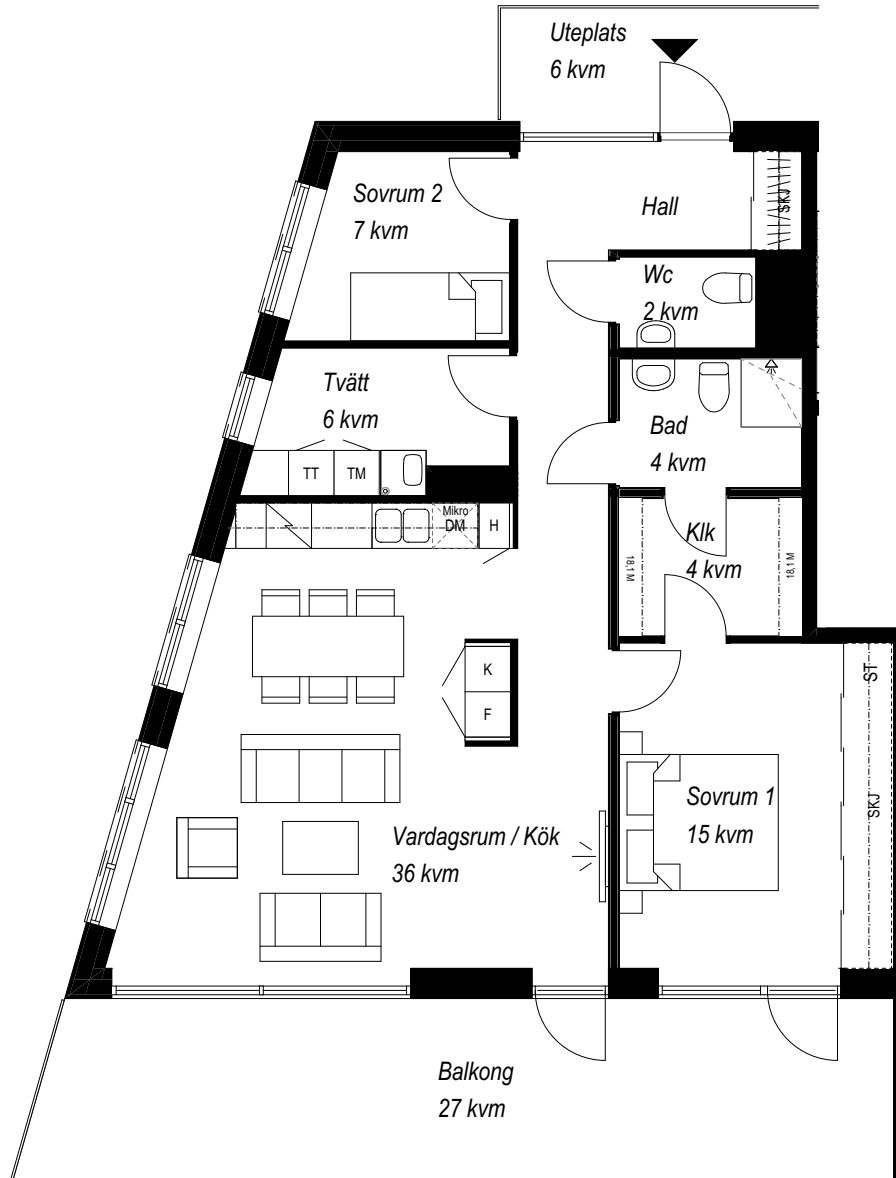 Uteplats
6 kvm
Sovrum 2
7 kvm
Hall
SKJ
Wc
2 kvm
Tvätt
6 kvm
Bad
4 kvm
TT
TM
Mikro
DM
H
Klk
4 kvm
18,1 M
18,1 M
K
F
ST
SKJ
Sovrum 1
15 kvm
Vardagsrum / Kök
36 kvm
Balkong
27 kvm